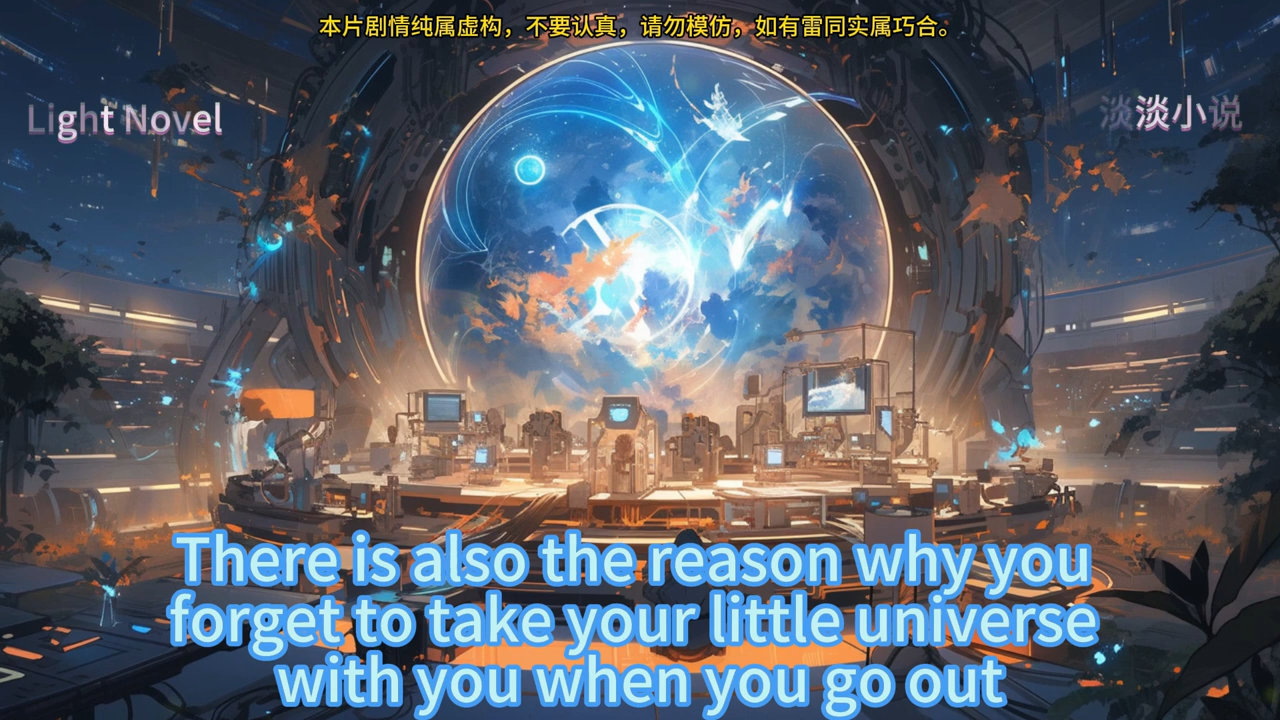 本片剧情纯属虚构，不要认真，请勿模仿，如有雷同实属巧合。
Light Novel
淡淡小说
There is also the reason why you
forget to take your little universe
with you when you go out